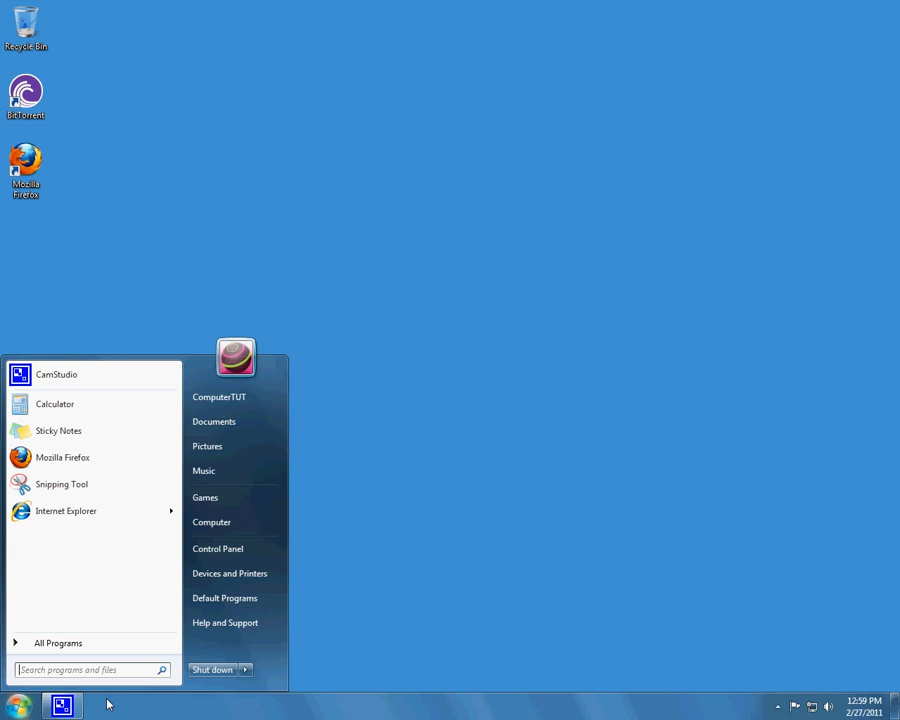 Recycle Bin
BitTorrent
Mozilla
Firefox
CamStudio
Calculator
Sticky Notes
Mozilla Firefox
Snipping Tool
Internet Explorer
All Programs
Search programs and files
ComputerTUT
Documents
Pictures
Music
Games
Computer
Control Panel
Devices and Printers
Default Programs
Help and Support
Shut down
12:59 PM
2/27/2011